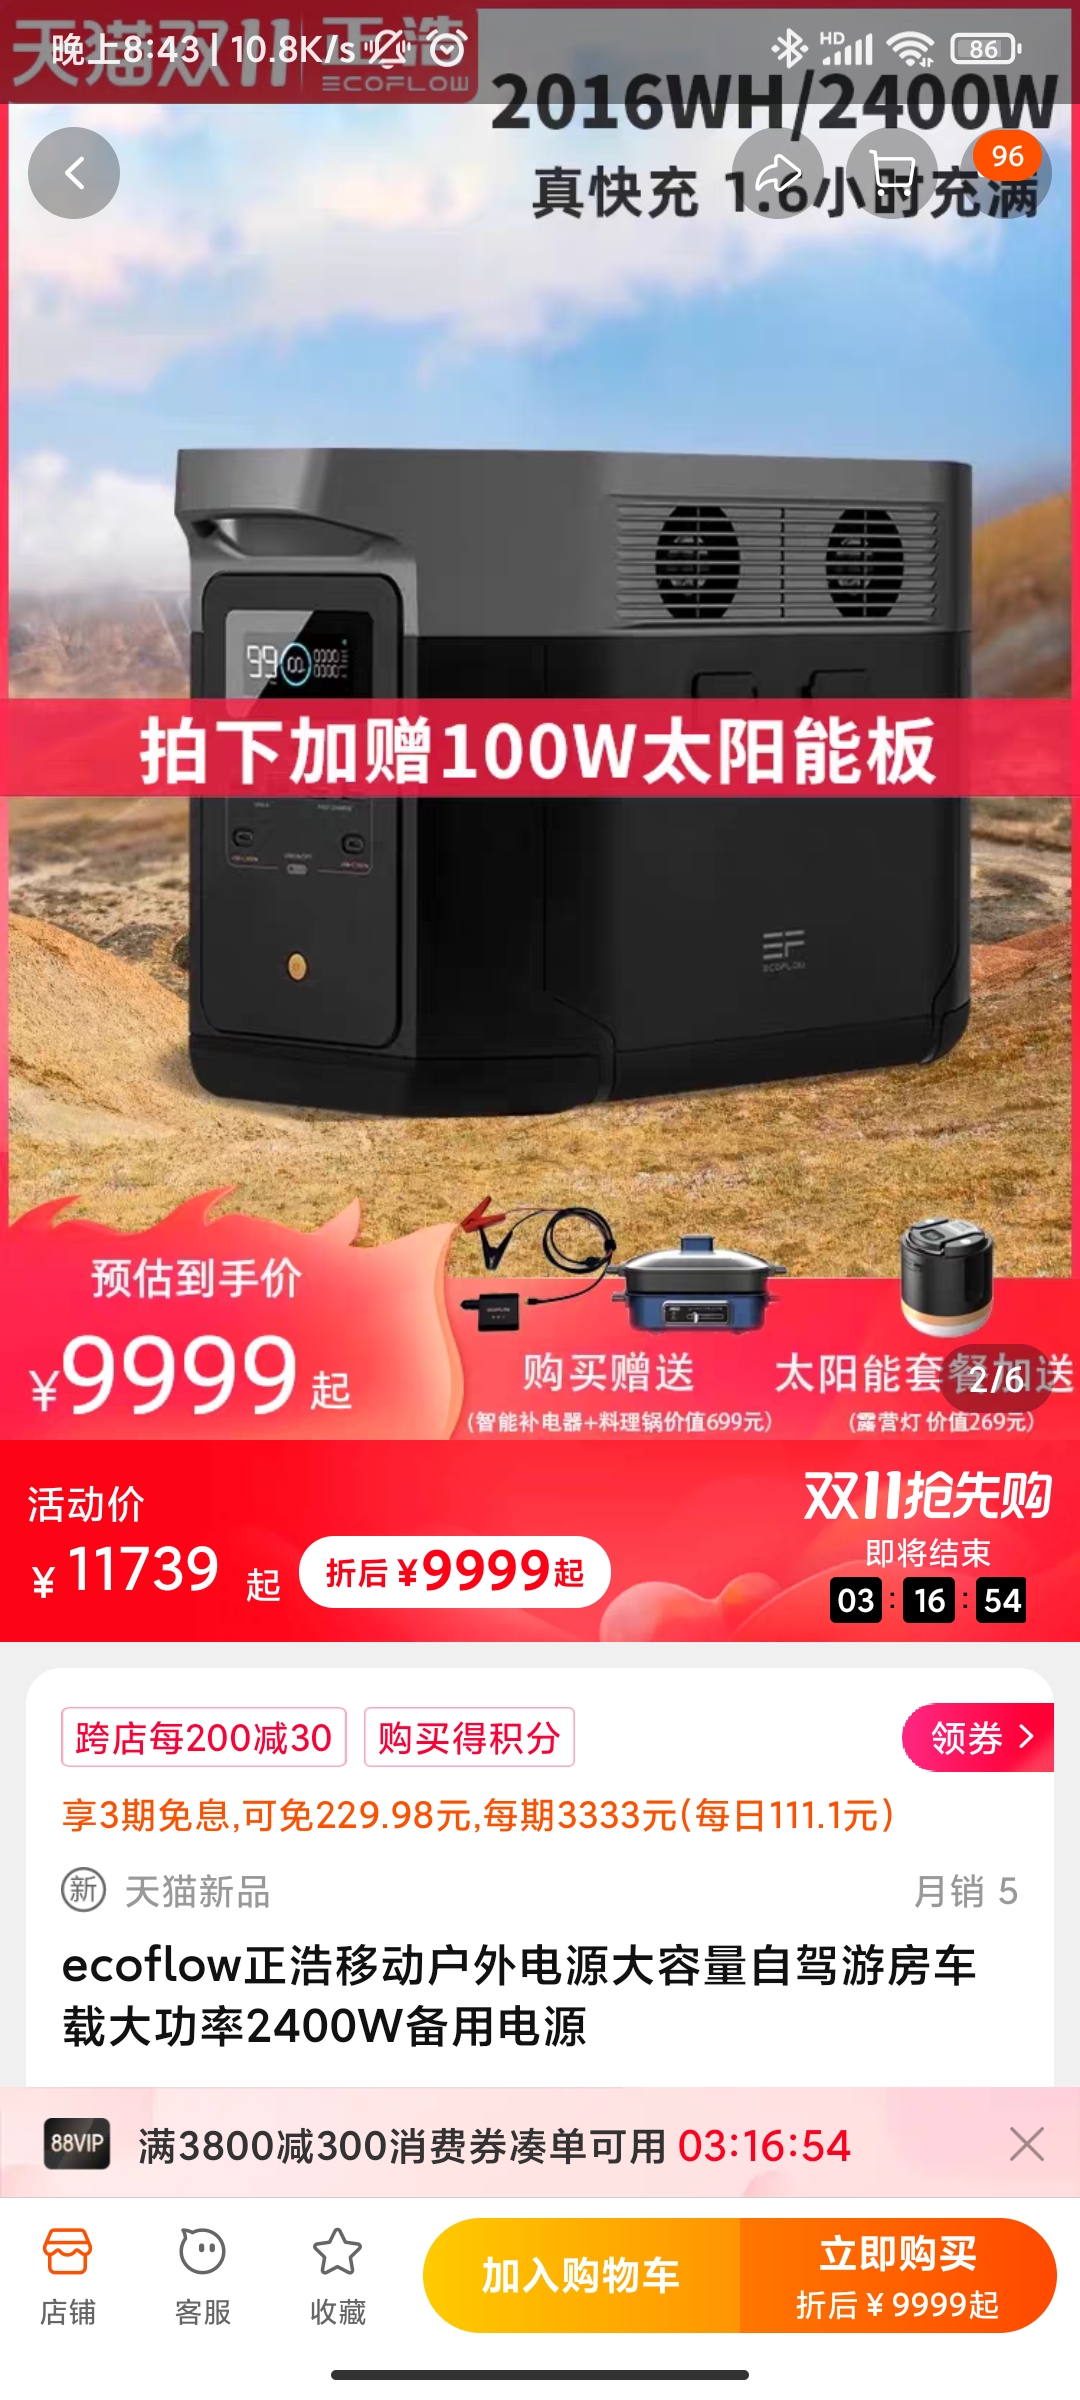 天猫双11 正浩
ECOFLOW
晚上8:43 | 10.8K/s
HD
86
2016WH/2400W
真快充 1.6小时充满
96
99
拍下加赠100W太阳能板
EF
ECOFLOW
预估到手价
¥9999起
购买赠送
(智能补电器+料理锅价值699元)
太阳能套餐加送
(露营灯 价值269元)
2/6
活动价
¥11739 起
折后¥9999起
双11抢先购
即将结束
03 : 16 : 54
跨店每200减30
购买得积分
领券
享3期免息,可免229.98元,每期3333元(每日111.1元)
新 天猫新品
月销 5
ecoflow正浩移动户外电源大容量自驾游房车
载大功率2400W备用电源
88VIP 满3800减300消费券凑单可用 03:16:54
店铺
客服
收藏
加入购物车
立即购买
折后¥9999起